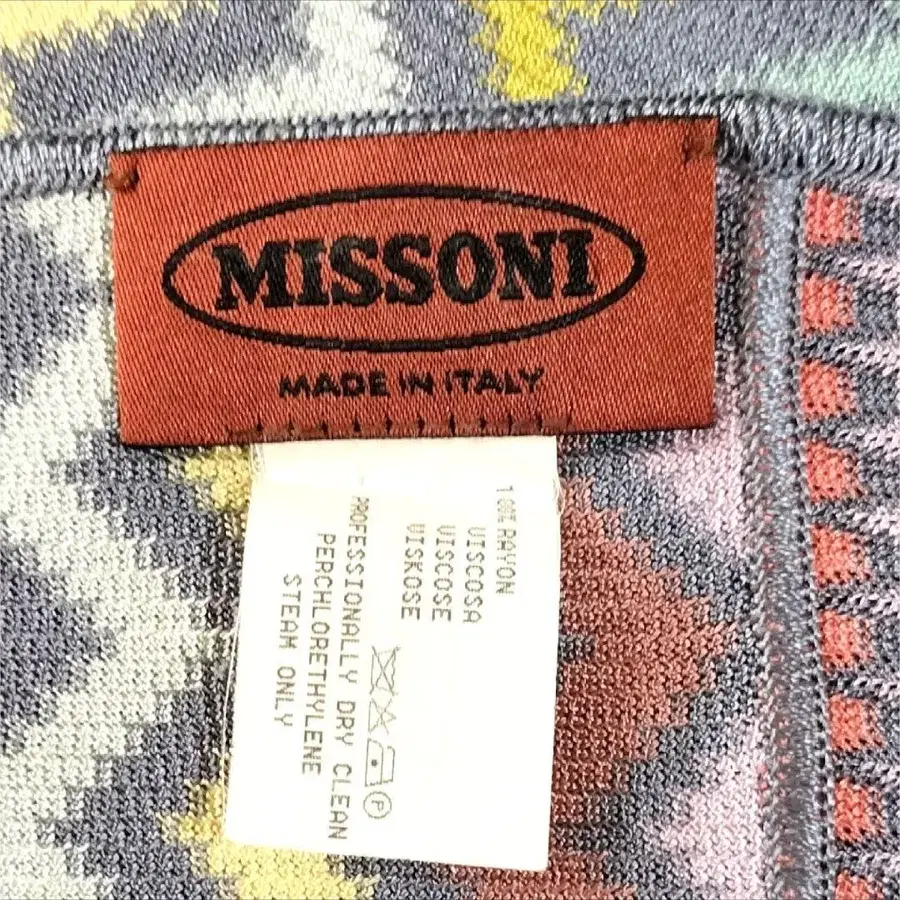 MISSONI
MADE IN ITALY
100% RAYON
VISCOSA
VISCOSE
VISKOSE
P
PROFESSIONALLY DRY CLEAN
PERCHLORETHYLENE
STEAM ONLY